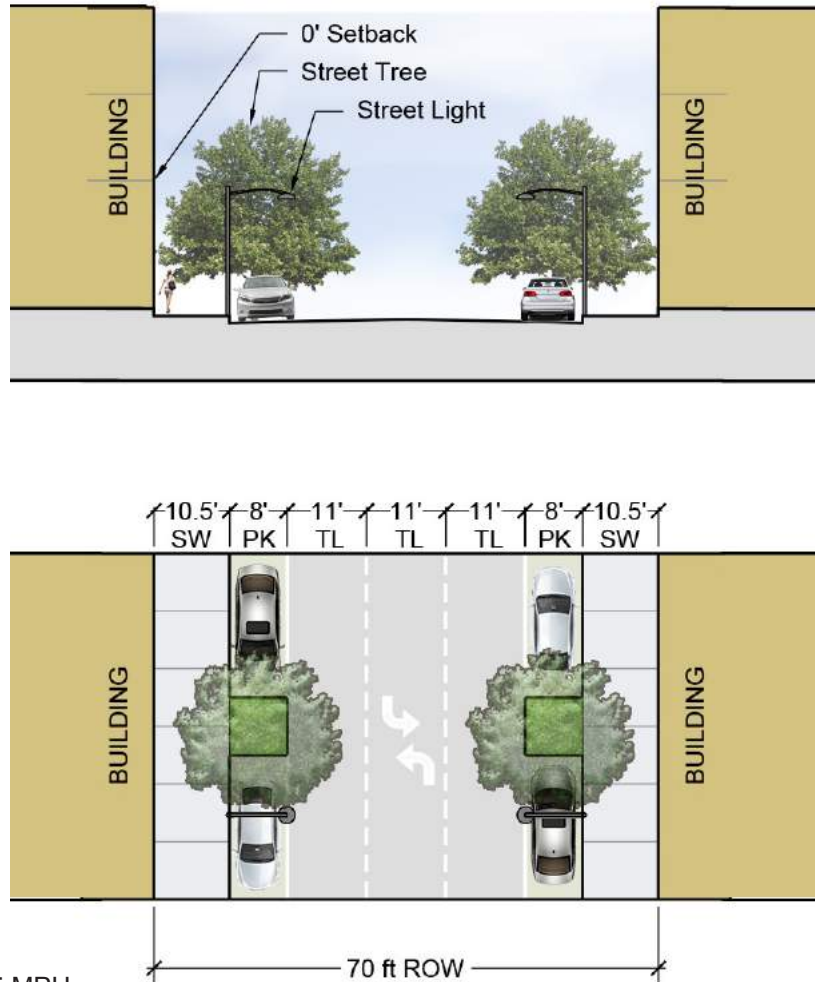 0' Setback
Street Tree
Street Light
BUILDING
BUILDING
10.5' 8' 11' 11' 11' 8' 10.5'
SW PK TL TL TL PK SW
BUILDING
BUILDING
70 ft ROW
MPH